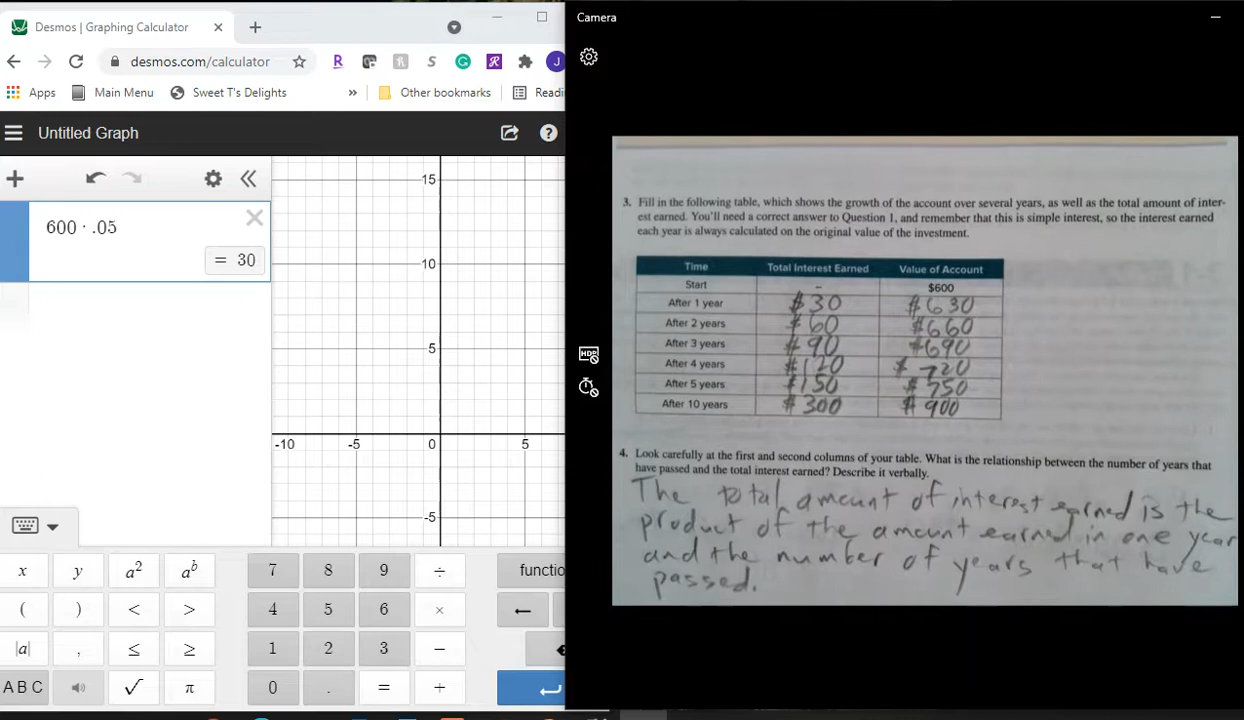 Desmos | Graphing Calculator
desmos.com/calculator
Apps
Main Menu
Sweet T's Delights
»
Other bookmarks
Readi
Untitled Graph
600 · .05
= 30
15
10
5
-10
-5
0
5
-5
x y a² aᵇ 7 8 9 ÷ functio
( ) < > 4 5 6 ×
|a| , ≤ ≥ 1 2 3 −
A B C √ π 0 . = +
Camera
3. Fill in the following table, which shows the growth of the account over several years, as well as the total amount of inter-
est earned. You'll need a correct answer to Question 1, and remember that this is simple interest, so the interest earned
each year is always calculated on the original value of the investment.
Time Total Interest Earned Value of Account
Start - $600
After 1 year $30 $630
After 2 years $60 $660
After 3 years $90 $690
After 4 years $120 $720
After 5 years $150 $750
After 10 years $300 $900
4. Look carefully at the first and second columns of your table. What is the relationship between the number of years that
have passed and the total interest earned? Describe it verbally.
The total amount of interest earned is the
product of the amount earned in one year
and the number of years that have
passed.